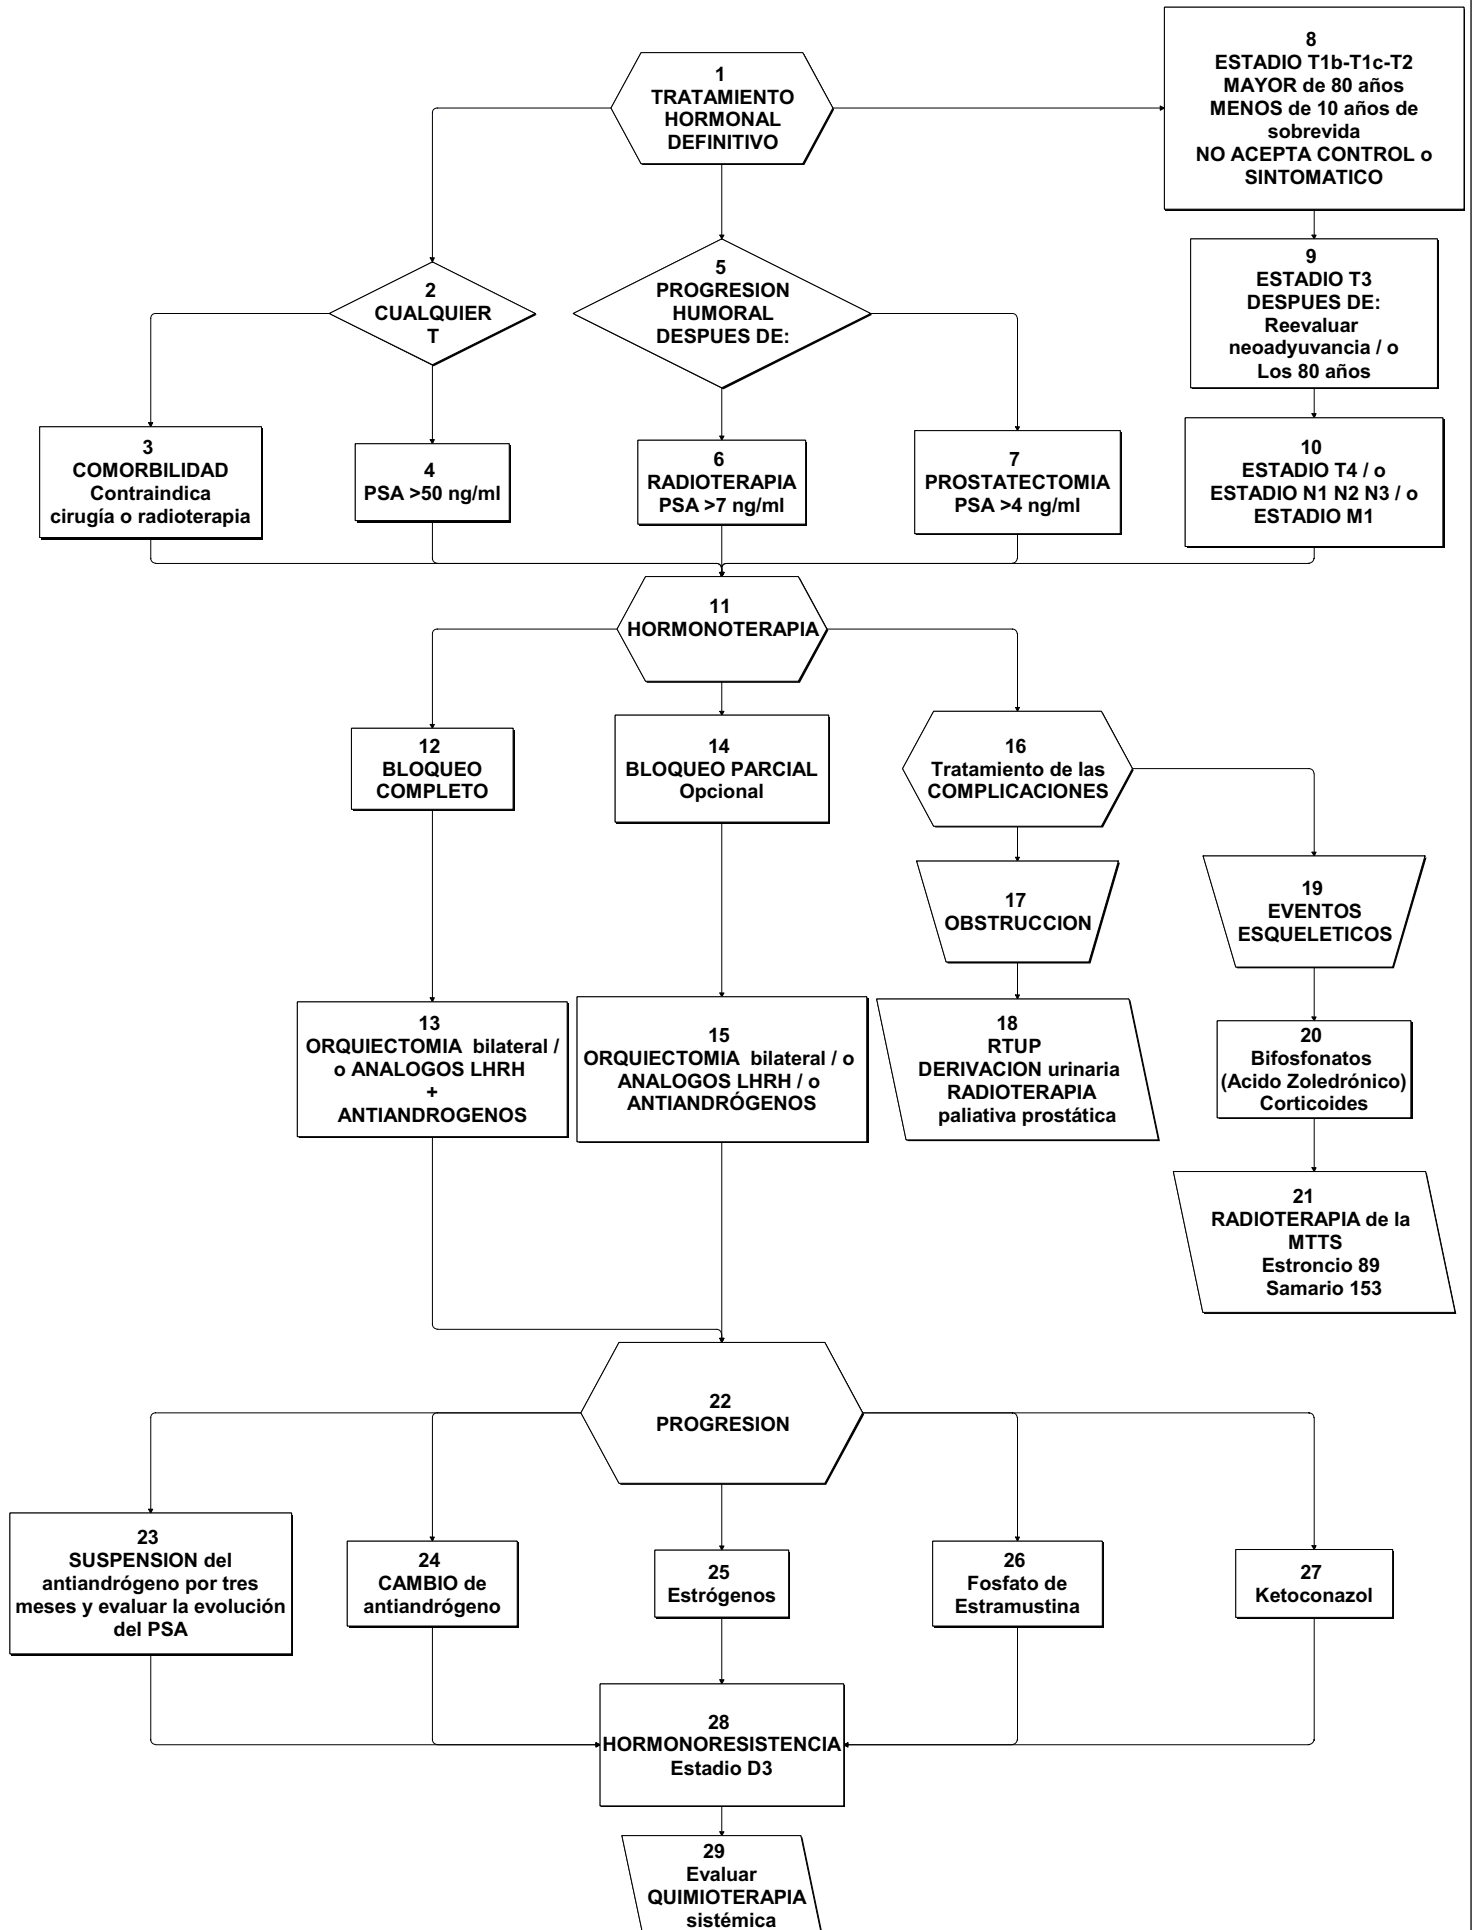 1
TRATAMIENTO
HORMONAL
DEFINITIVO
2
CUALQUIER
T
3
COMORBILIDAD
Contraindica
cirugía o radioterapia
4
PSA >50 ng/ml
5
PROGRESION
HUMORAL
DESPUES DE:
6
RADIOTERAPIA
PSA >7 ng/ml
7
PROSTATECTOMIA
PSA >4 ng/ml
8
ESTADIO T1b-T1c-T2
MAYOR de 80 años
MENOS de 10 años de
sobrevida
NO ACEPTA CONTROL o
SINTOMATICO
9
ESTADIO T3
DESPUES DE:
Reevaluar
neoadyuvancia / o
Los 80 años
10
ESTADIO T4 / o
ESTADIO N1 N2 N3 / o
ESTADIO M1
11
HORMONOTERAPIA
12
BLOQUEO
COMPLETO
13
ORQUIECTOMIA bilateral /
o ANALOGOS LHRH
+
ANTIANDROGENOS
14
BLOQUEO PARCIAL
Opcional
15
ORQUIECTOMIA bilateral / o
ANALOGOS LHRH / o
ANTIANDRÓGENOS
16
Tratamiento de las
COMPLICACIONES
17
OBSTRUCCION
18
RTUP
DERIVACION urinaria
RADIOTERAPIA
paliativa prostática
19
EVENTOS
ESQUELETICOS
20
Bifosfonatos
(Acido Zoledrónico)
Corticoides
21
RADIOTERAPIA de la
MTTS
Estroncio 89
Samario 153
22
PROGRESION
23
SUSPENSION del
antiandrógeno por tres
meses y evaluar la evolución
del PSA
24
CAMBIO de
antiandrógeno
25
Estrógenos
26
Fosfato de
Estramustina
27
Ketoconazol
28
HORMONORESISTENCIA
Estadio D3
29
Evaluar
QUIMIOTERAPIA
sistémica